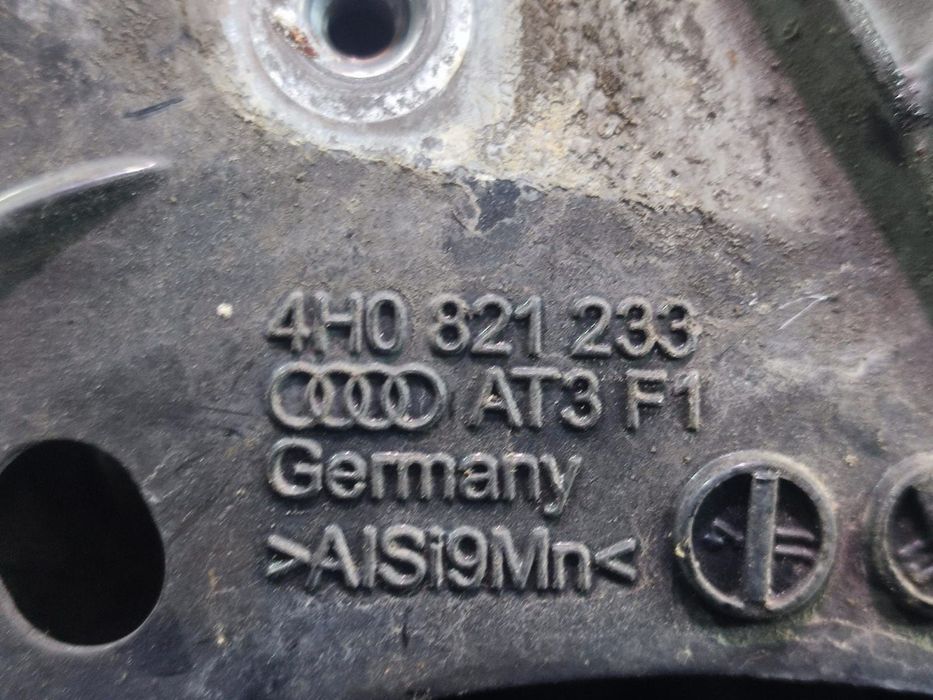 4H0 821 233
AT3 F1
Germany
>AlSi9Mn<